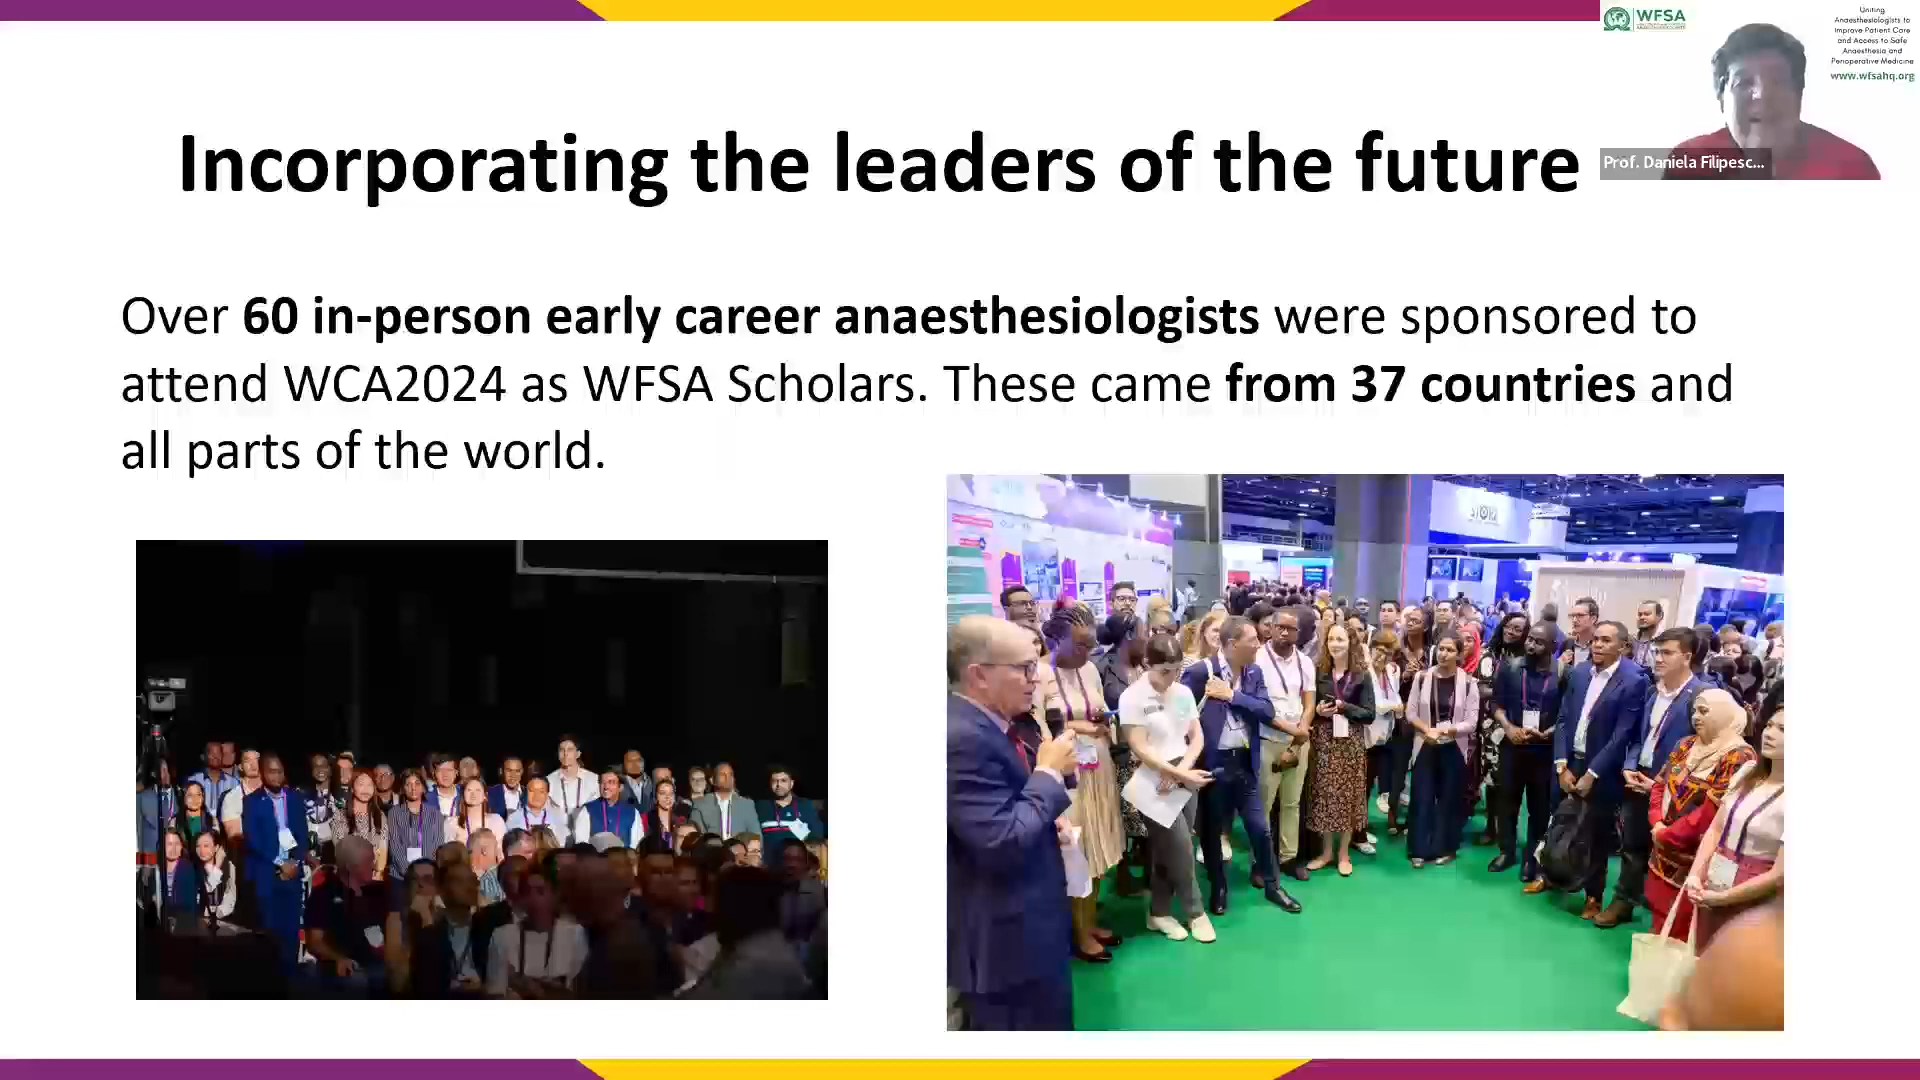 WFSA
Uniting
Anaesthesiologists to
Improve Patient Care
and Access to Safe
Anaesthesia and
Perioperative Medicine
www.wfsahq.org
Prof. Daniela Filipesc...
Incorporating the leaders of the future
Over 60 in-person early career anaesthesiologists were sponsored to
attend WCA2024 as WFSA Scholars. These came from 37 countries and
all parts of the world.